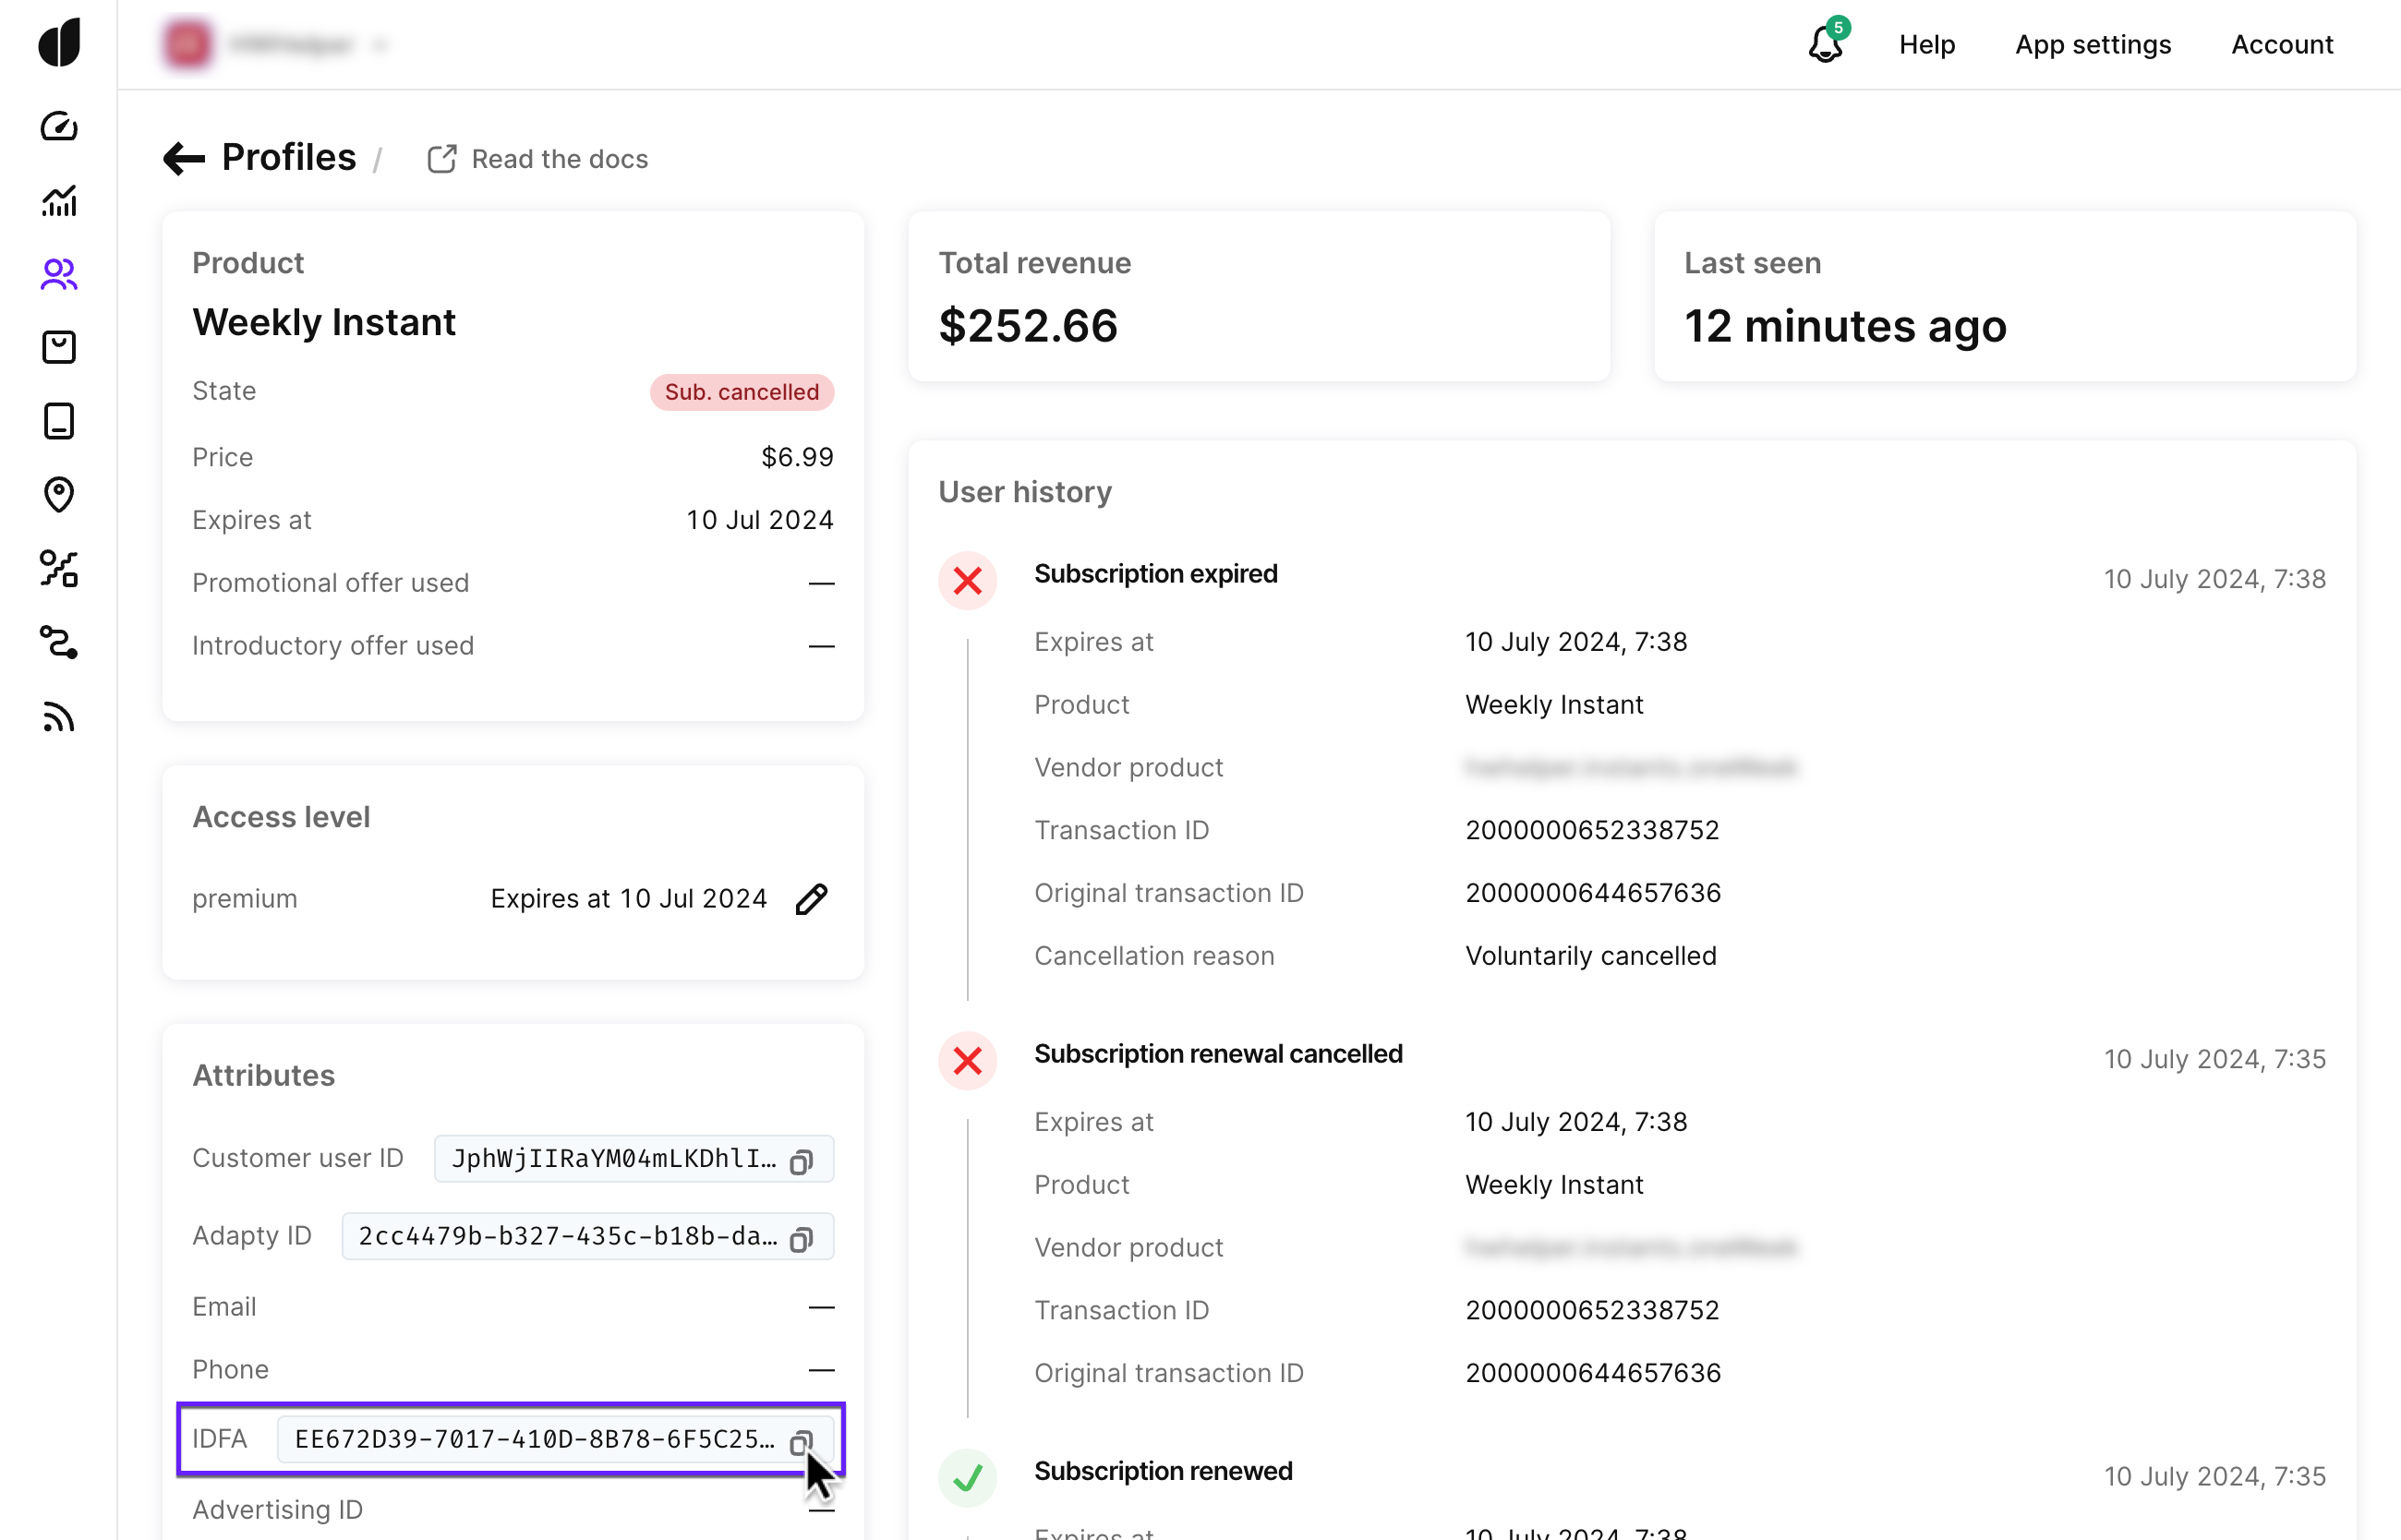 5
Help
App settings
Account
Profiles /
Read the docs
Product
Weekly Instant
State
Sub. cancelled
Price
$6.99
Expires at
10 Jul 2024
Promotional offer used
—
Introductory offer used
—
Access level
premium
Expires at 10 Jul 2024
Attributes
Customer user ID
JphWjIIRaYM04mLKDhlI…
Adapty ID
2cc4479b-b327-435c-b18b-da…
Email
—
Phone
—
IDFA
EE672D39-7017-410D-8B78-6F5C25…
Advertising ID
—
Total revenue
$252.66
Last seen
12 minutes ago
User history
Subscription expired
10 July 2024, 7:38
Expires at
10 July 2024, 7:38
Product
Weekly Instant
Vendor product
Transaction ID
2000000652338752
Original transaction ID
2000000644657636
Cancellation reason
Voluntarily cancelled
Subscription renewal cancelled
10 July 2024, 7:35
Expires at
10 July 2024, 7:38
Product
Weekly Instant
Vendor product
Transaction ID
2000000652338752
Original transaction ID
2000000644657636
Subscription renewed
10 July 2024, 7:35
Expires at
10 July 2024, 7:38